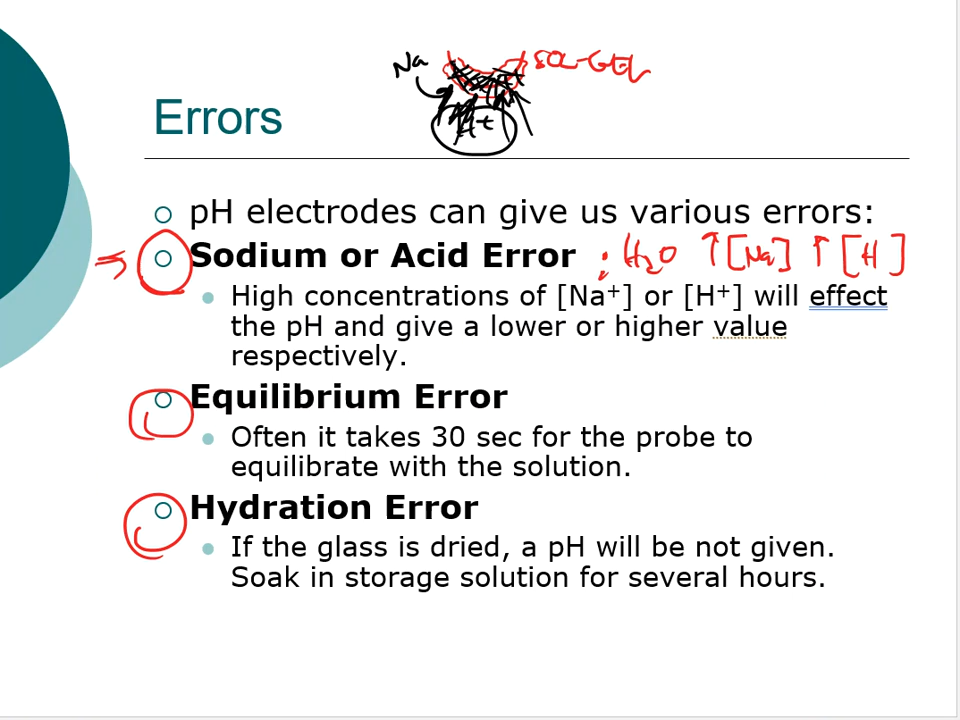 Na SOL-GEL
Errors
H+
pH electrodes can give us various errors:
Sodium or Acid Error : H₂O ↑[Na] ↑[H]
High concentrations of [Na⁺] or [H⁺] will effect
the pH and give a lower or higher value
respectively.
Equilibrium Error
Often it takes 30 sec for the probe to
equilibrate with the solution.
Hydration Error
If the glass is dried, a pH will be not given.
Soak in storage solution for several hours.